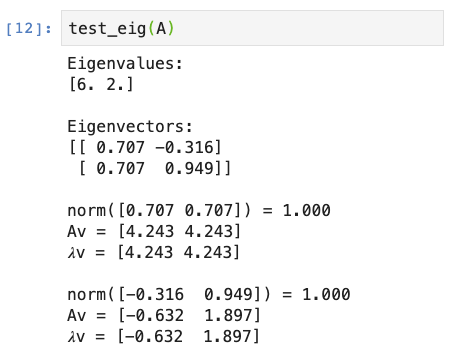 [12]: test_eig(A)
Eigenvalues:
[6. 2.]
Eigenvectors:
[[ 0.707 -0.316]
 [ 0.707  0.949]]
norm([0.707 0.707]) = 1.000
Av = [4.243 4.243]
λv = [4.243 4.243]
norm([-0.316  0.949]) = 1.000
Av = [-0.632  1.897]
λv = [-0.632  1.897]